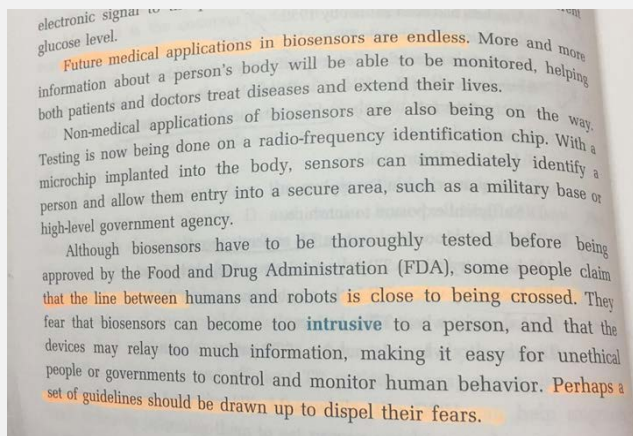 electronic signal to
glucose level.
Future medical applications in biosensors are endless. More and more
information about a person's body will be able to be monitored, helping
both patients and doctors treat diseases and extend their lives.
Non-medical applications of biosensors are also being on the way.
Testing is now being done on a radio-frequency identification chip. With a
microchip implanted into the body, sensors can immediately identify a
person and allow them entry into a secure area, such as a military base or
high-level government agency.
Although biosensors have to be thoroughly tested before being
approved by the Food and Drug Administration (FDA), some people claim
that the line between humans and robots is close to being crossed. They
fear that biosensors can become too intrusive to a person, and that the
devices may relay too much information, making it easy for unethical
people or governments to control and monitor human behavior. Perhaps a
set of guidelines should be drawn up to dispel their fears.